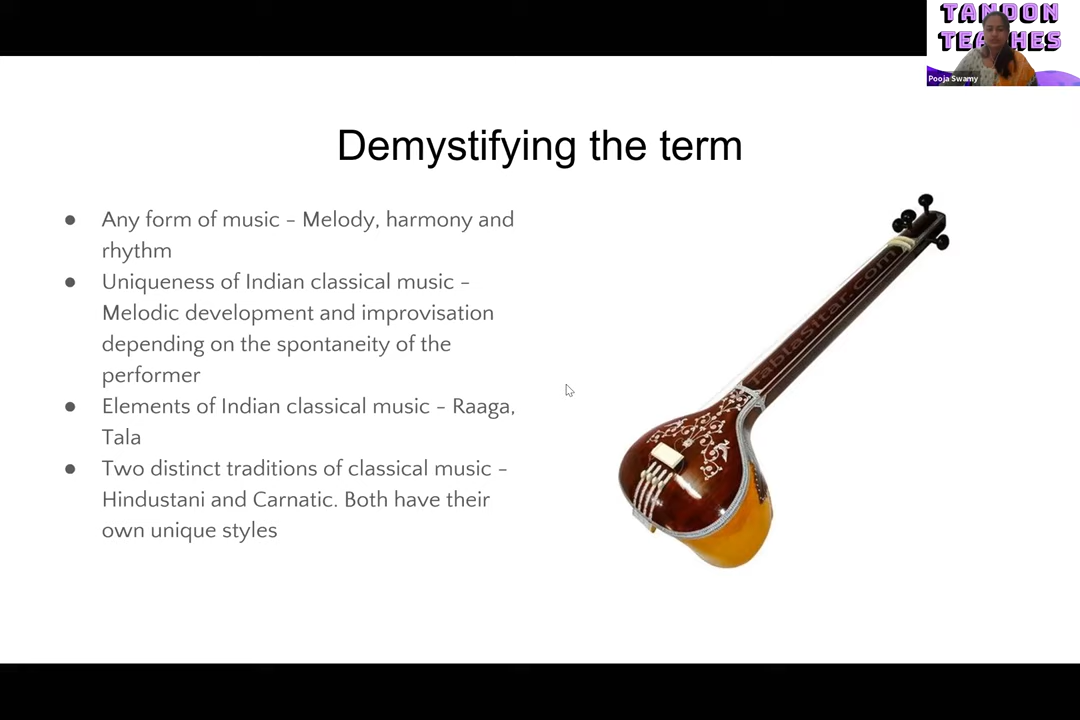 TANDON
TEACHES
Pooja Swamy
Demystifying the term
● Any form of music - Melody, harmony and
rhythm
● Uniqueness of Indian classical music -
Melodic development and improvisation
depending on the spontaneity of the
performer
● Elements of Indian classical music - Raaga,
Tala
● Two distinct traditions of classical music -
Hindustani and Carnatic. Both have their
own unique styles
TablaSitar.com